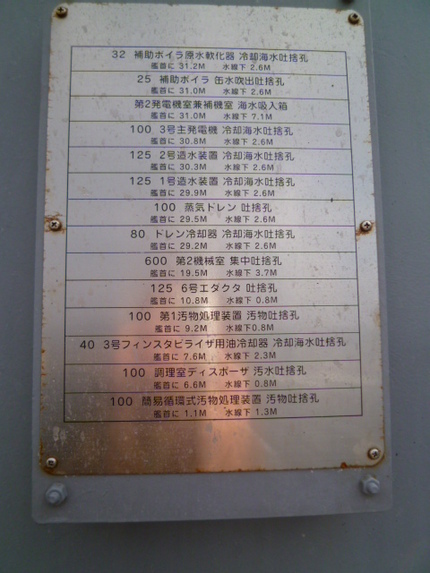 32 補助ボイラ原水軟化器 冷却海水吐捨孔
艦首に 31.2M 水線下 2.6M
25 補助ボイラ 缶水吹出吐捨孔
艦首に 31.0M 水線下 2.6M
第2発電機室兼補機室 海水吸入箱
艦首に 31.0M 水線下 7.1M
100 3号主発電機 冷却海水吐捨孔
艦首に 30.8M 水線下 2.6M
125 2号造水装置 冷却海水吐捨孔
艦首に 30.3M 水線下 2.6M
125 1号造水装置 冷却海水吐捨孔
艦首に 29.9M 水線下 2.6M
100 蒸気ドレン 吐捨孔
艦首に 29.5M 水線下 2.6M
80 ドレン冷却器 冷却海水吐捨孔
艦首に 29.2M 水線下 2.6M
600 第2機械室 集中吐捨孔
艦首に 19.5M 水線下 3.7M
125 6号エダクタ 吐捨孔
艦首に 10.8M 水線下 0.8M
100 第1汚物処理装置 汚物吐捨孔
艦首に 9.2M 水線下 0.8M
40 3号フィンスタビライザ用油冷却器 冷却海水吐捨孔
艦首に 7.6M 水線下 2.3M
100 調理室ディスポーザ 汚水吐捨孔
艦首に 6.6M 水線下 0.8M
100 簡易循環式汚物処理装置 汚物吐捨孔
艦首に 1.1M 水線下 1.3M